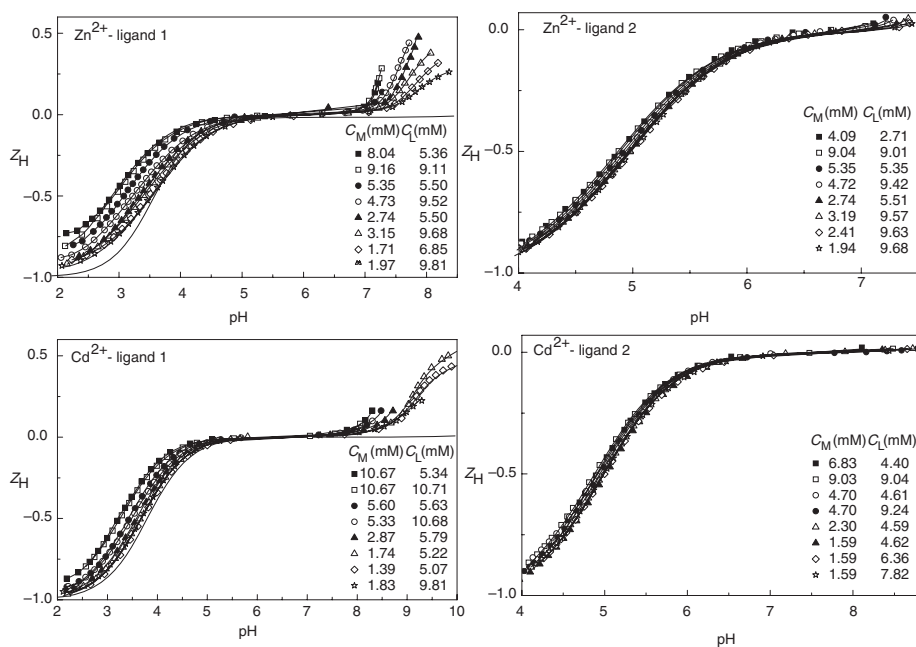 Zn2+- ligand 1
0.5
0.0
−0.5
−1.0
ZH
CM(mM) CL(mM)
8.04 5.36
9.16 9.11
5.35 5.50
4.73 9.52
2.74 5.50
3.15 9.68
1.71 6.85
1.97 9.81
2 3 4 5 6 7 8
pH
Zn2+- ligand 2
0.0
−0.5
−1.0
ZH
CM(mM) CL(mM)
4.09 2.71
9.04 9.01
5.35 5.35
4.72 9.42
2.74 5.51
3.19 9.57
2.41 9.63
1.94 9.68
4 5 6 7
pH
Cd2+- ligand 1
0.5
0.0
−0.5
−1.0
ZH
CM(mM) CL(mM)
10.67 5.34
10.67 10.71
5.60 5.63
5.33 10.68
2.87 5.79
1.74 5.22
1.39 5.07
1.83 9.81
2 3 4 5 6 7 8 9 10
pH
Cd2+- ligand 2
0.0
−0.5
−1.0
ZH
CM(mM) CL(mM)
6.83 4.40
9.03 9.04
4.70 4.61
4.70 9.24
2.30 4.59
1.59 4.62
1.59 6.36
1.59 7.82
4 5 6 7 8
pH